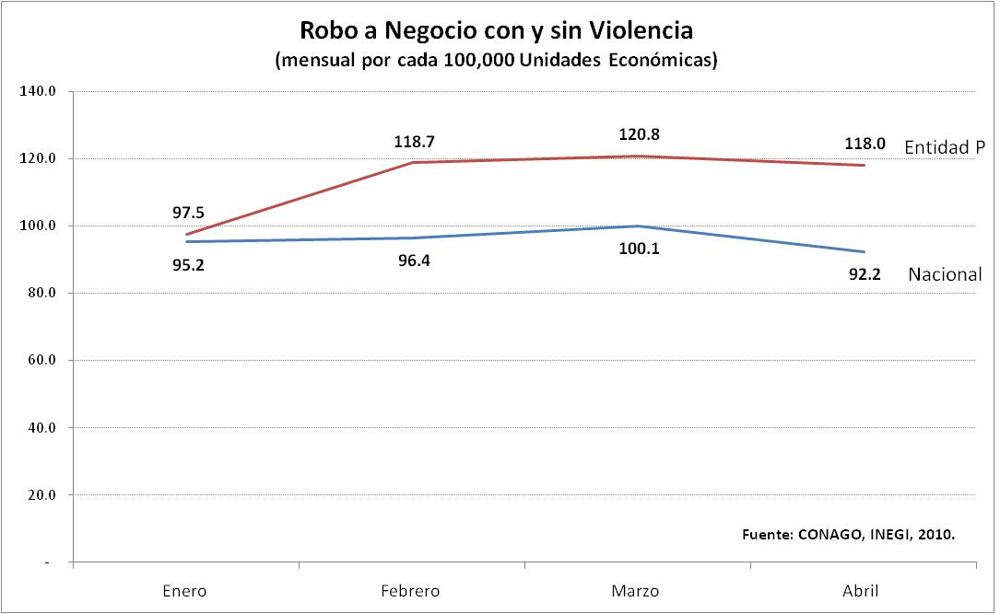 Robo a Negocio con y sin Violencia
(mensual por cada 100,000 Unidades Económicas)
140.0
120.0
100.0
80.0
60.0
40.0
20.0
-
118.7
120.8
118.0
Entidad P
97.5
95.2
96.4
100.1
92.2
Nacional
Fuente: CONAGO, INEGI, 2010.
Enero
Febrero
Marzo
Abril